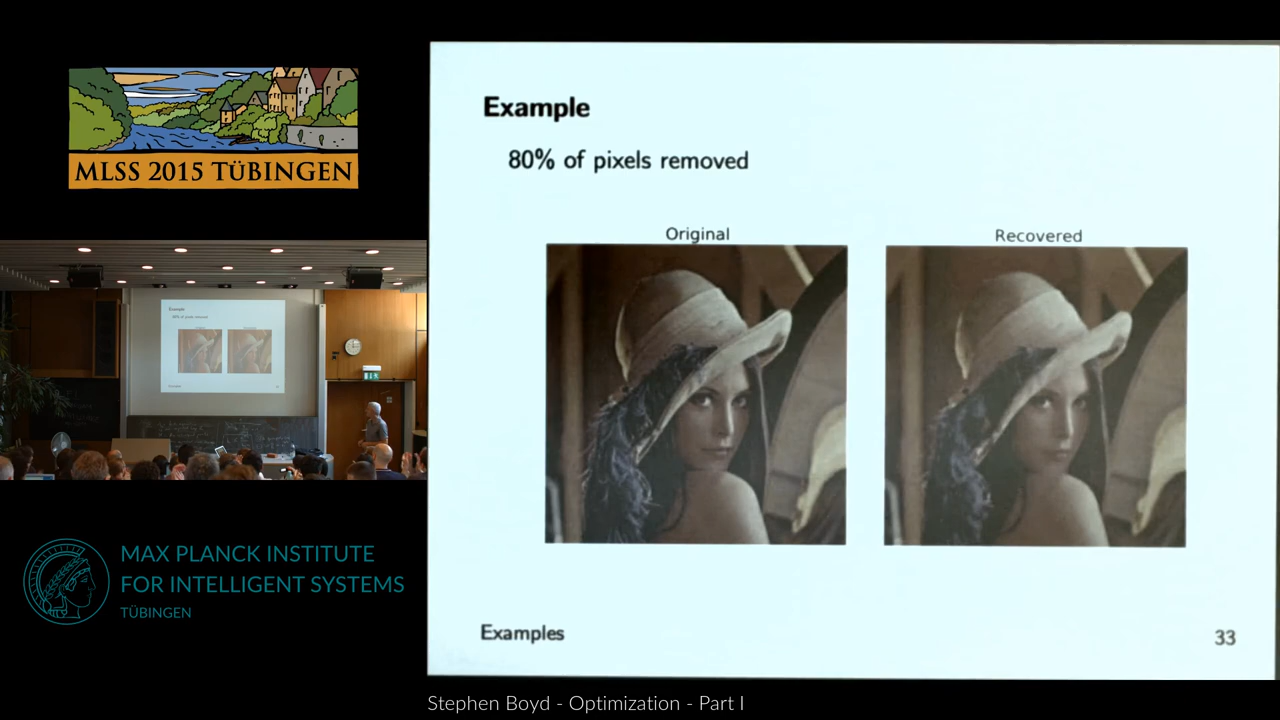 MLSS 2015 TÜBINGEN
Example
80% of pixels removed
Original
Recovered
Examples
33
MAX PLANCK INSTITUTE
FOR INTELLIGENT SYSTEMS
TÜBINGEN
Stephen Boyd - Optimization - Part I